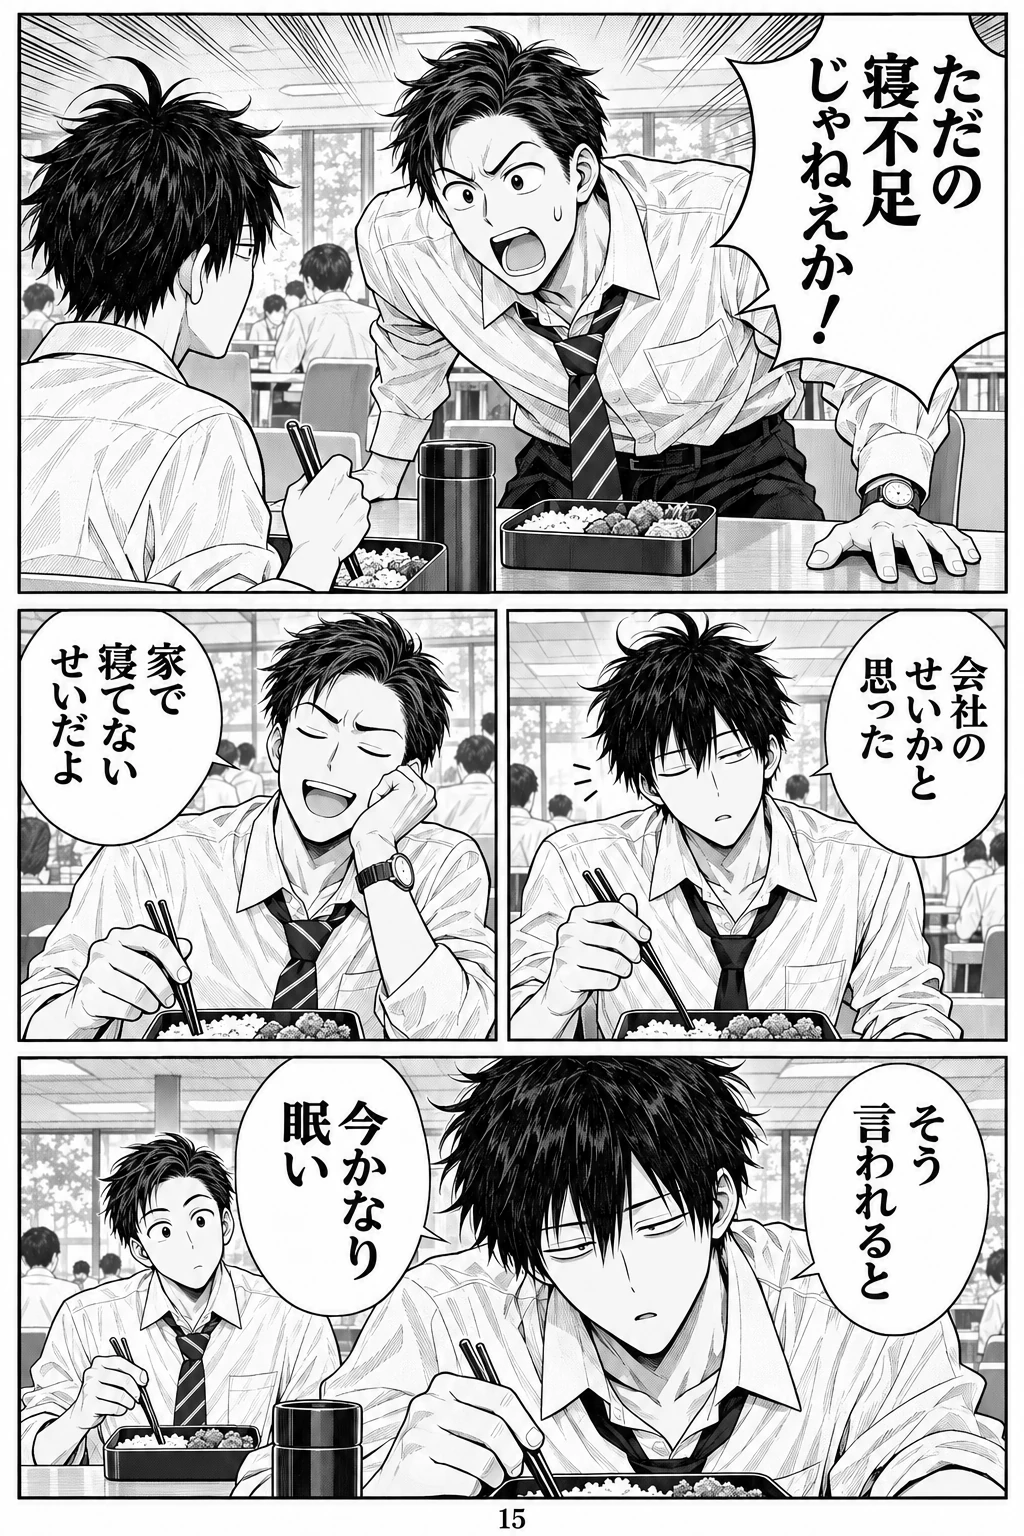 ただの
寝不足
じゃねえか！
会社の
せいかと
思った
家で
寝てない
せいだよ
そう
言われると
今かなり
眠い
15